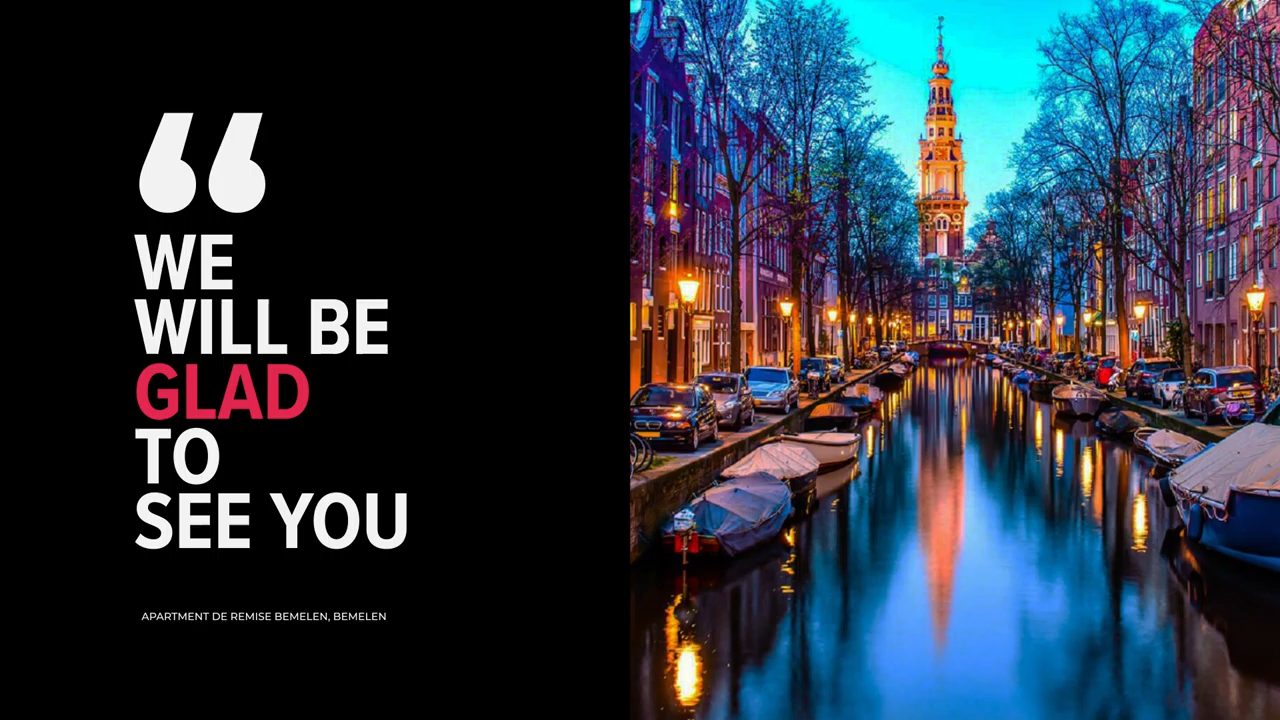 “
WE
WILL BE
GLAD
TO
SEE YOU
APARTMENT DE REMISE BEMELEN, BEMELEN